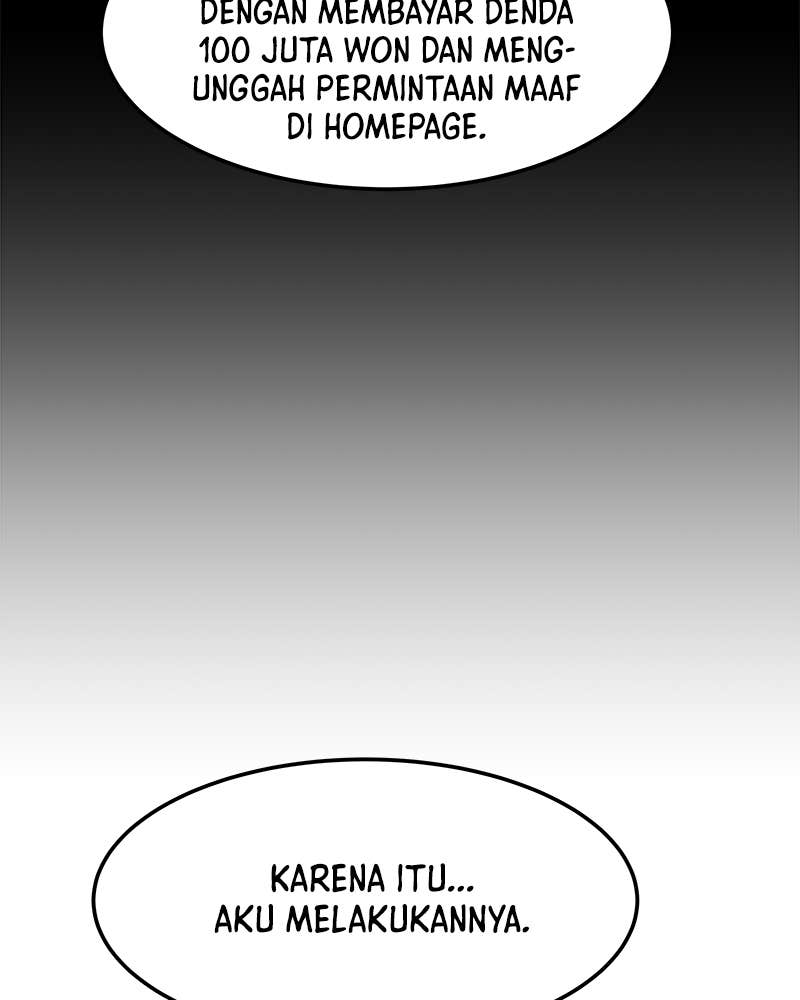 DENGAN MEMBAYAR DENDA
100 JUTA WON DAN MENG-
UNGGAH PERMINTAAN MAAF
DI HOMEPAGE.
KARENA ITU...
AKU MELAKUKANNYA.